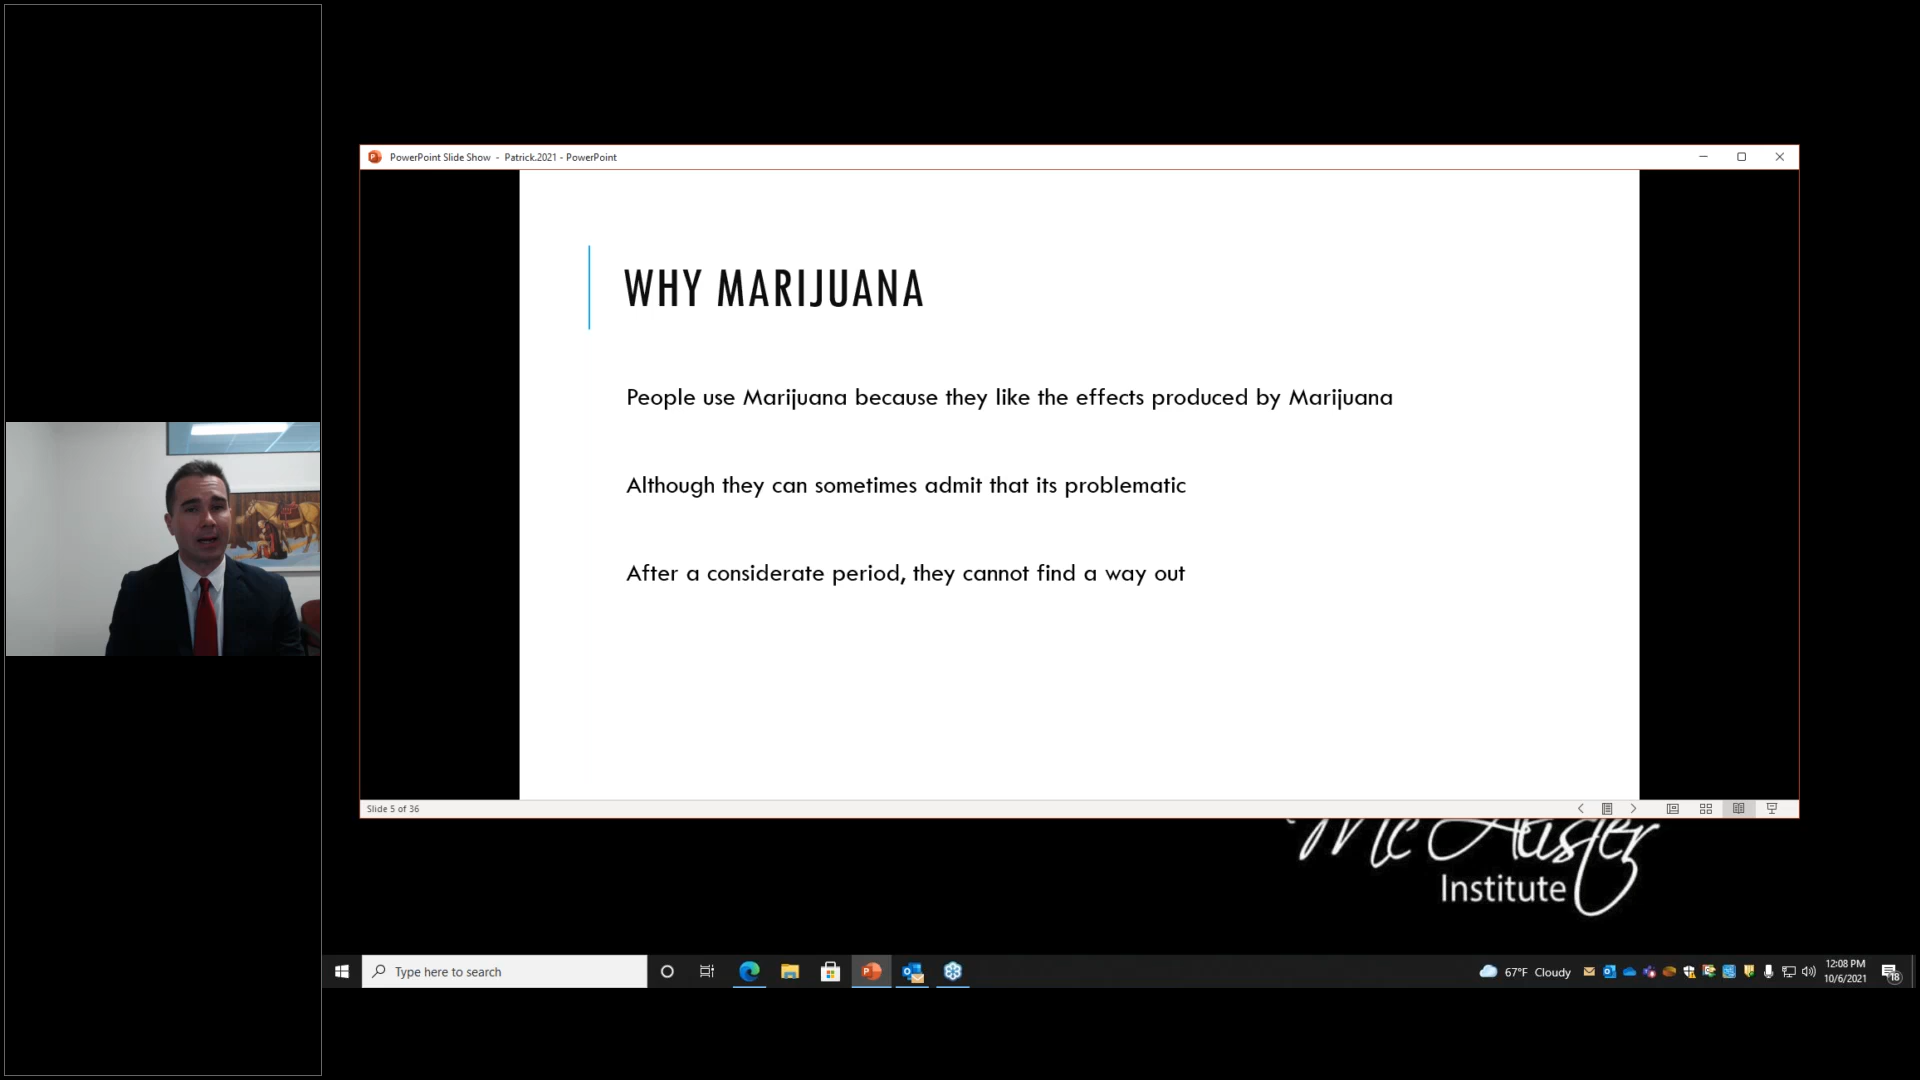 PowerPoint Slide Show - Patrick.2021 - PowerPoint
WHY MARIJUANA
People use Marijuana because they like the effects produced by Marijuana
Although they can sometimes admit that its problematic
After a considerate period, they cannot find a way out
Slide 5 of 36
McAlister
Institute
Type here to search
67°F Cloudy
12:08 PM
10/6/2021
18